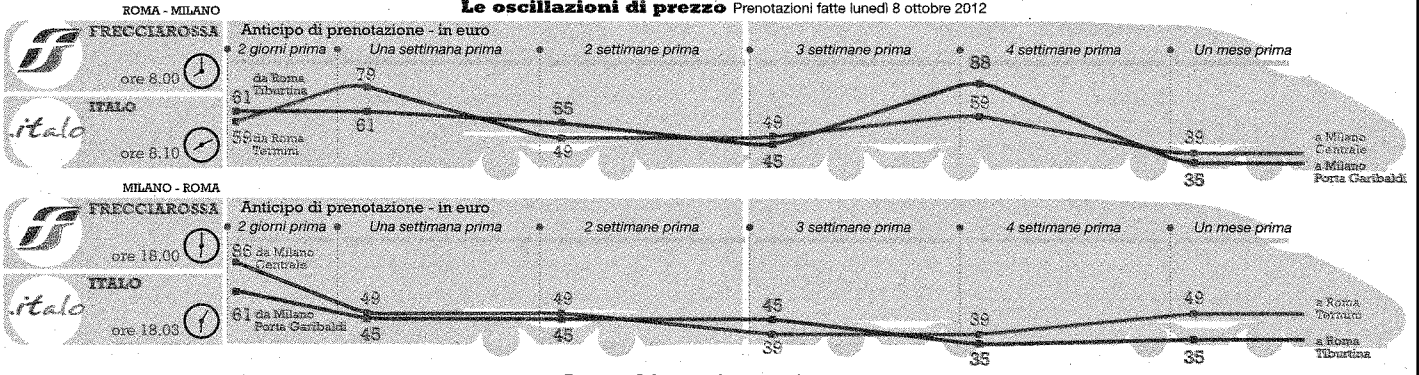 Le oscillazioni di prezzo Prenotazioni fatte lunedì 8 ottobre 2012
ROMA - MILANO
FRECCIAROSSA
ore 8.00
ITALO
.italo
ore 8.10
Anticipo di prenotazione - in euro
2 giorni prima Una settimana prima 2 settimane prima 3 settimane prima 4 settimane prima Un mese prima
da Roma
Tiburtina
61 79 55 49 88 39
59 61 49 45 59 35
da Roma
Termini
a Milano
Centrale
a Milano
Porta Garibaldi
MILANO - ROMA
FRECCIAROSSA
ore 18.00
ITALO
.italo
ore 18.03
Anticipo di prenotazione - in euro
2 giorni prima Una settimana prima 2 settimane prima 3 settimane prima 4 settimane prima Un mese prima
86 da Milano
Centrale
49 49 45 39 49
61 da Milano
Porta Garibaldi
45 45 39 35 35
a Roma
Termini
a Roma
Tiburtina